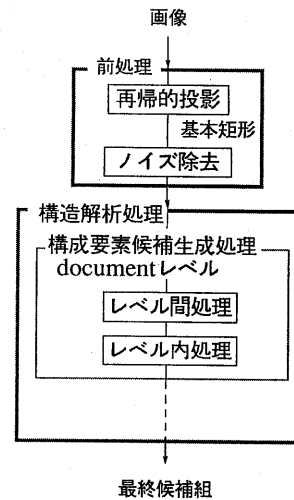 画像
前処理
再帰的投影
基本矩形
ノイズ除去
構造解析処理
構成要素候補生成処理
documentレベル
レベル間処理
レベル内処理
最終候補組